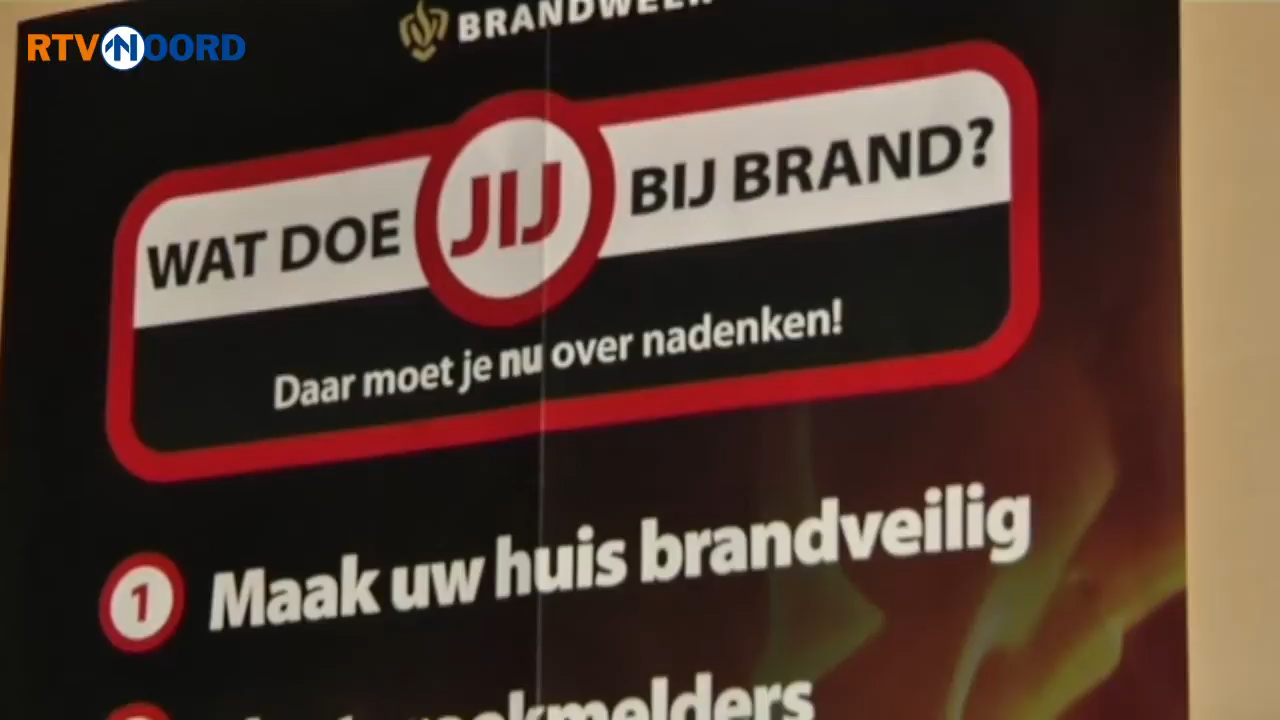 RTV NOORD
BRANDWEER
WAT DOE JIJ BIJ BRAND?
Daar moet je nu over nadenken!
1 Maak uw huis brandveilig
rookmelders